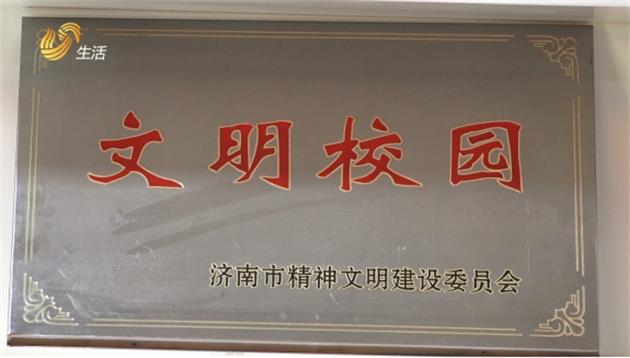 生活
文明校园
济南市精神文明建设委员会